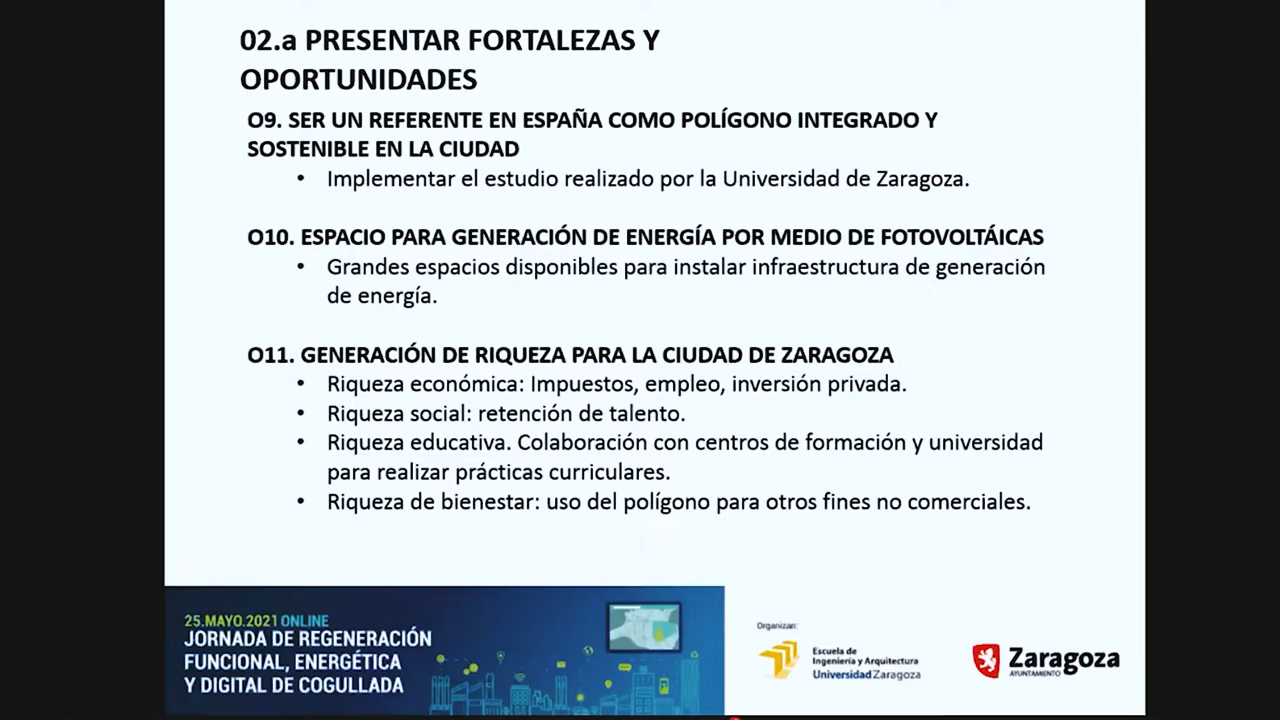 02.a PRESENTAR FORTALEZAS Y
OPORTUNIDADES
O9. SER UN REFERENTE EN ESPAÑA COMO POLÍGONO INTEGRADO Y
SOSTENIBLE EN LA CIUDAD
• Implementar el estudio realizado por la Universidad de Zaragoza.
O10. ESPACIO PARA GENERACIÓN DE ENERGÍA POR MEDIO DE FOTOVOLTÁICAS
• Grandes espacios disponibles para instalar infraestructura de generación
de energía.
O11. GENERACIÓN DE RIQUEZA PARA LA CIUDAD DE ZARAGOZA
• Riqueza económica: Impuestos, empleo, inversión privada.
• Riqueza social: retención de talento.
• Riqueza educativa. Colaboración con centros de formación y universidad
para realizar prácticas curriculares.
• Riqueza de bienestar: uso del polígono para otros fines no comerciales.
25.MAYO.2021 ONLINE
JORNADA DE REGENERACIÓN
FUNCIONAL, ENERGÉTICA
Y DIGITAL DE COGULLADA
Organizan:
Escuela de
Ingeniería y Arquitectura
Universidad Zaragoza
Zaragoza
AYUNTAMIENTO